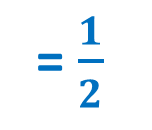 = 1/2